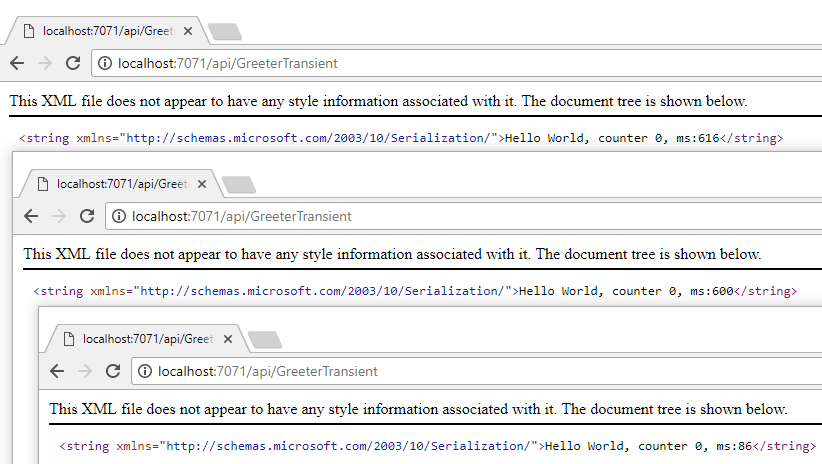 localhost:7071/api/Greet
localhost:7071/api/GreeterTransient
This XML file does not appear to have any style information associated with it. The document tree is shown below.
<string xmlns="http://schemas.microsoft.com/2003/10/Serialization/">Hello World, counter 0, ms:616</string>
localhost:7071/api/Greet
localhost:7071/api/GreeterTransient
This XML file does not appear to have any style information associated with it. The document tree is shown below.
<string xmlns="http://schemas.microsoft.com/2003/10/Serialization/">Hello World, counter 0, ms:600</string>
localhost:7071/api/Greet
localhost:7071/api/GreeterTransient
This XML file does not appear to have any style information associated with it. The document tree is shown below.
<string xmlns="http://schemas.microsoft.com/2003/10/Serialization/">Hello World, counter 0, ms:86</string>